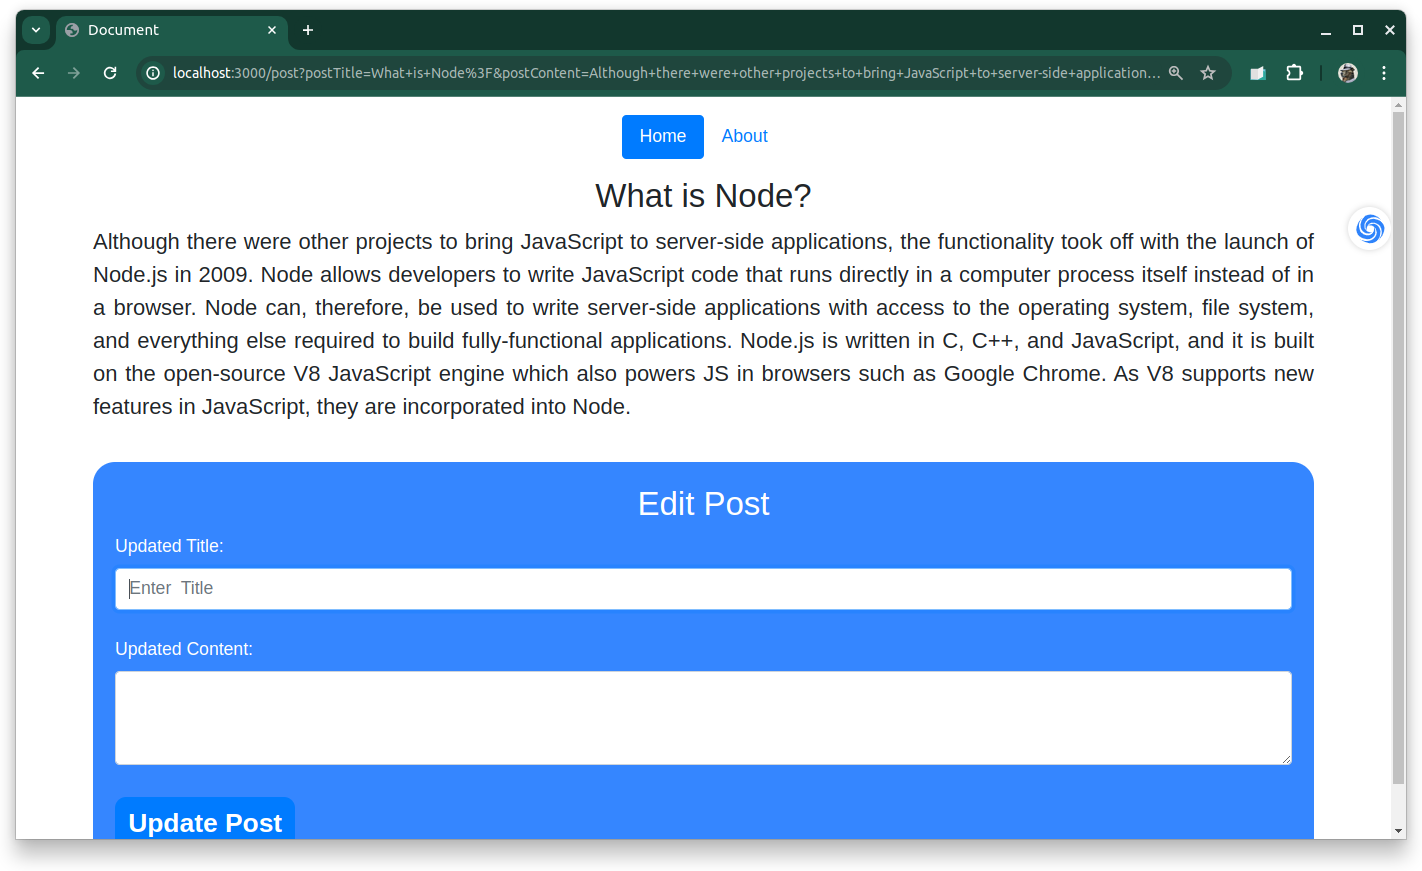 Document
localhost:3000/post?postTitle=What+is+Node%3F&postContent=Although+there+were+other+projects+to+bring+JavaScript+to+server-side+application...
Home About
What is Node?
Although there were other projects to bring JavaScript to server-side applications, the functionality took off with the launch of
Node.js in 2009. Node allows developers to write JavaScript code that runs directly in a computer process itself instead of in
a browser. Node can, therefore, be used to write server-side applications with access to the operating system, file system,
and everything else required to build fully-functional applications. Node.js is written in C, C++, and JavaScript, and it is built
on the open-source V8 JavaScript engine which also powers JS in browsers such as Google Chrome. As V8 supports new
features in JavaScript, they are incorporated into Node.
Edit Post
Updated Title:
Enter Title
Updated Content:
Update Post